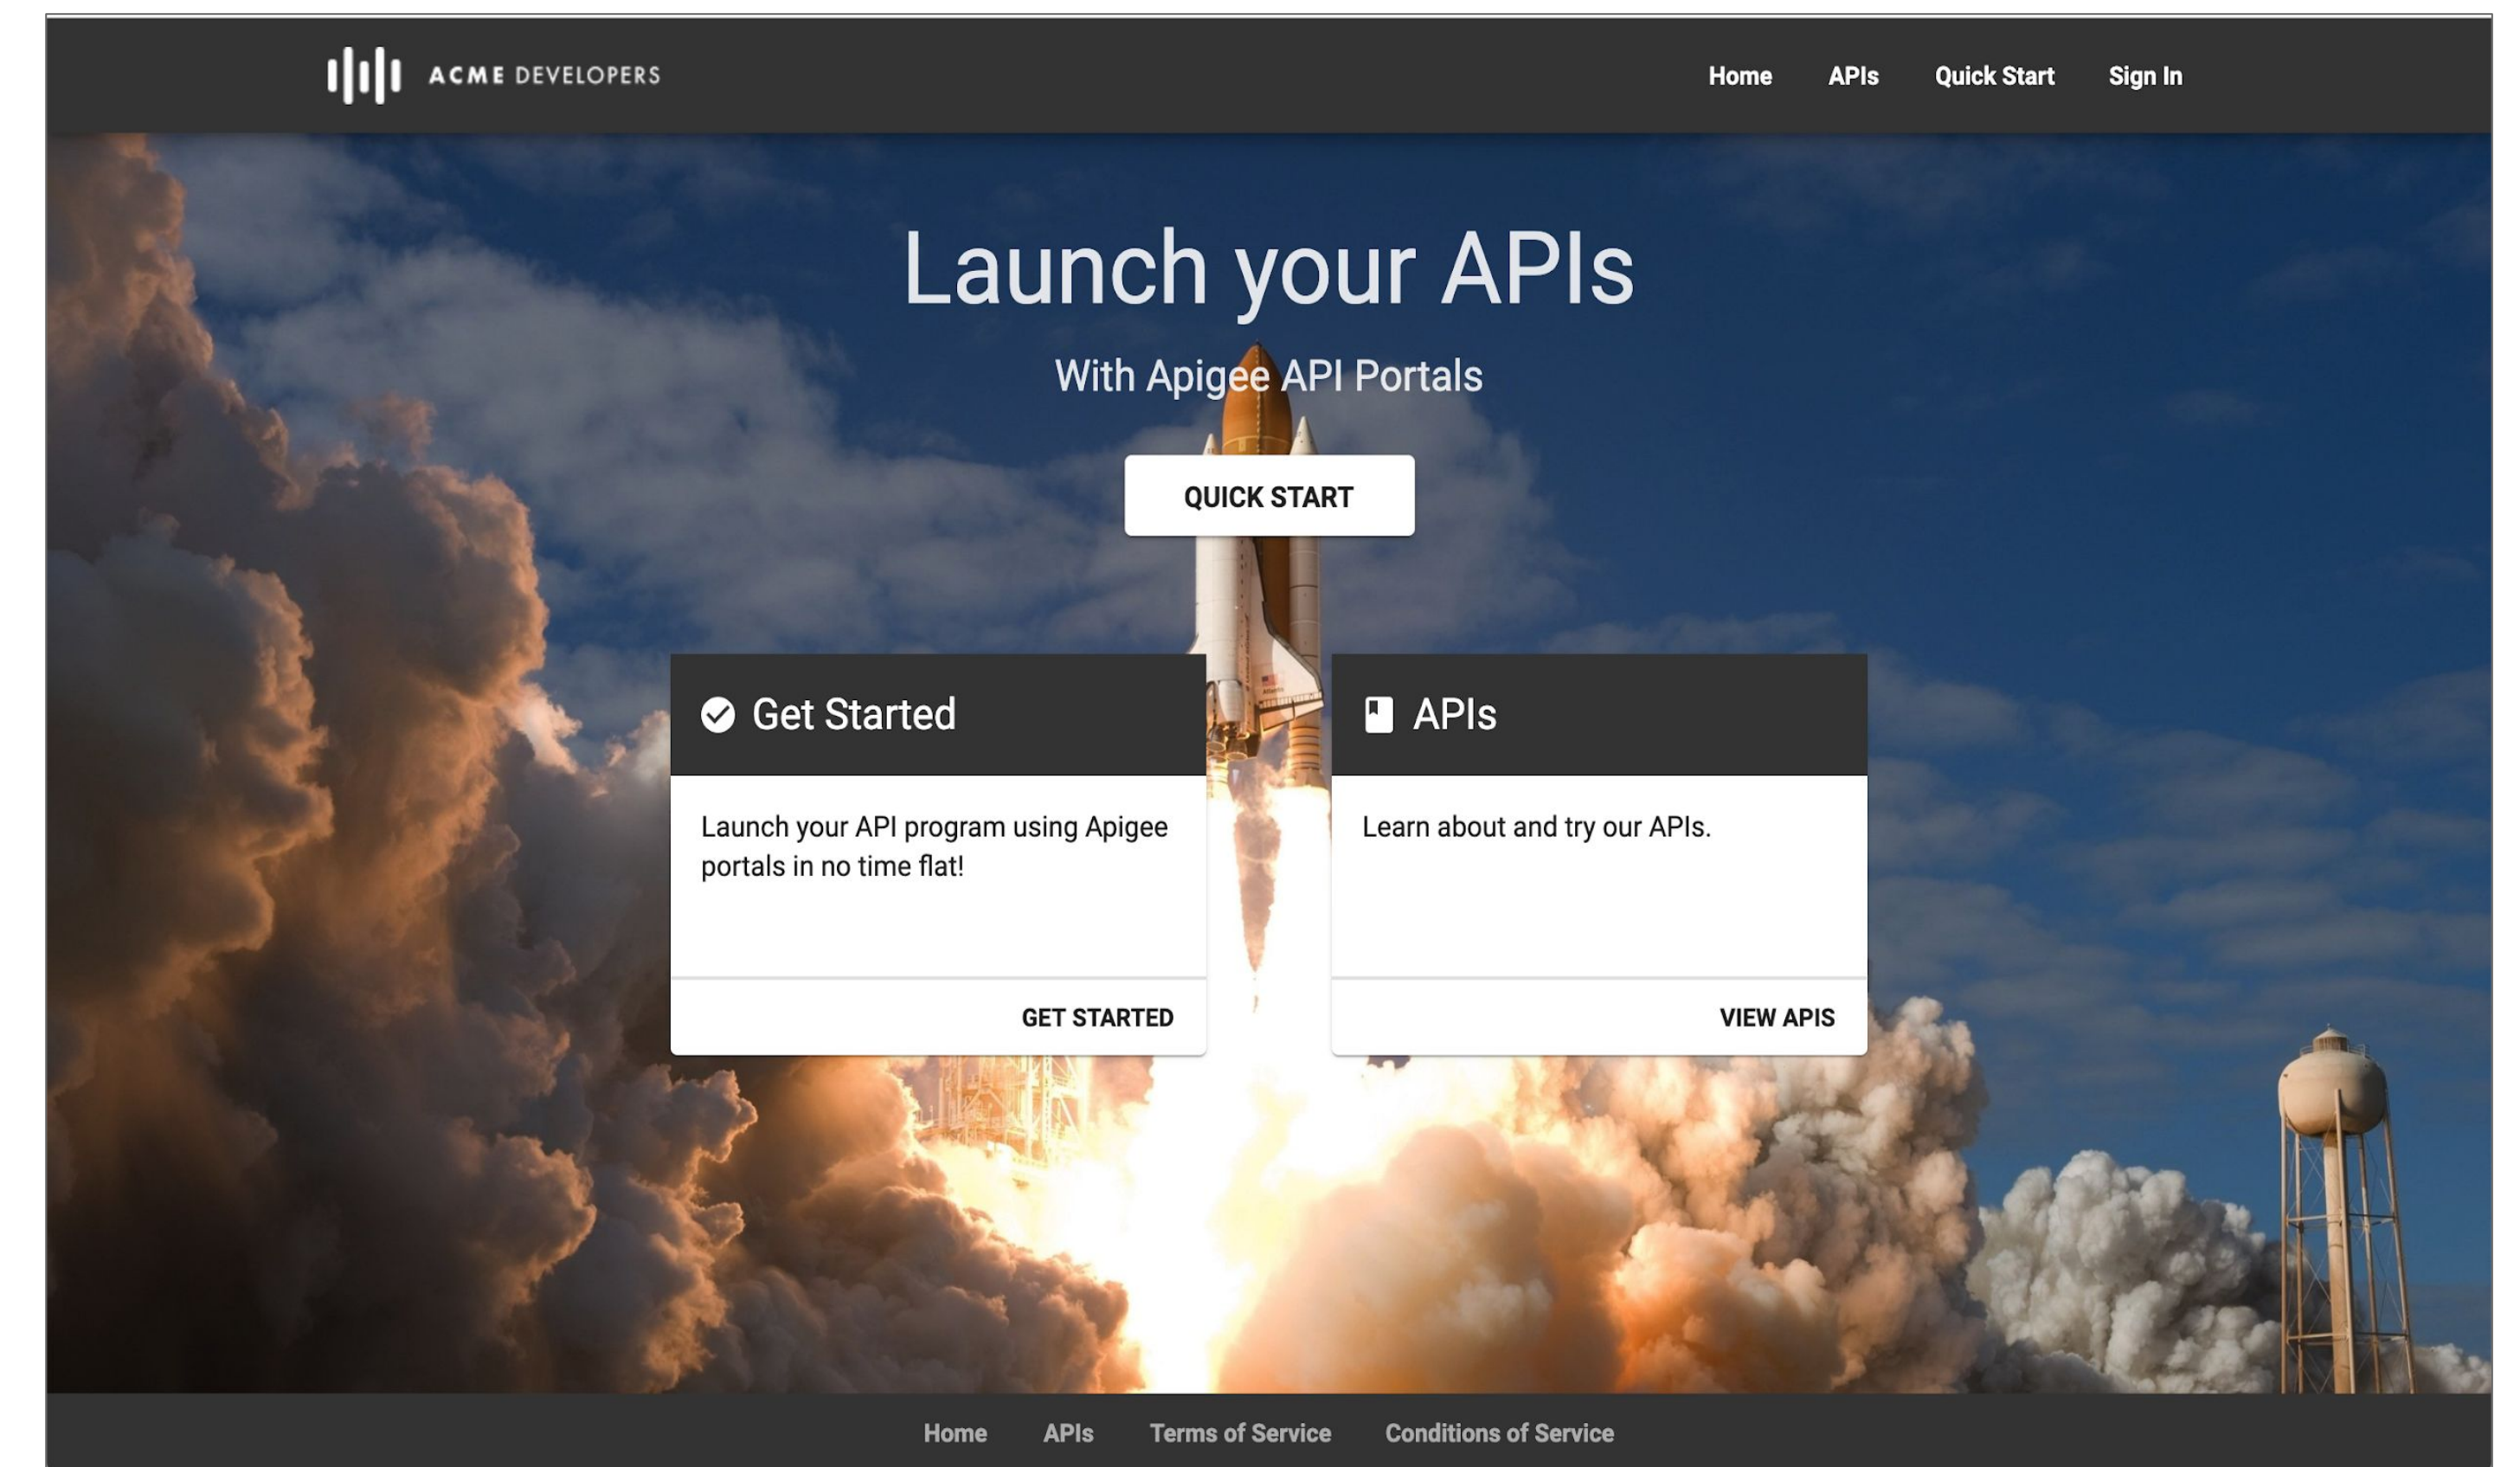 ACME DEVELOPERS
Home
APIs
Quick Start
Sign In
Launch your APIs
With Apigee API Portals
QUICK START
Get Started
Launch your API program using Apigee
portals in no time flat!
GET STARTED
APIs
Learn about and try our APIs.
VIEW APIS
Home
APIs
Terms of Service
Conditions of Service